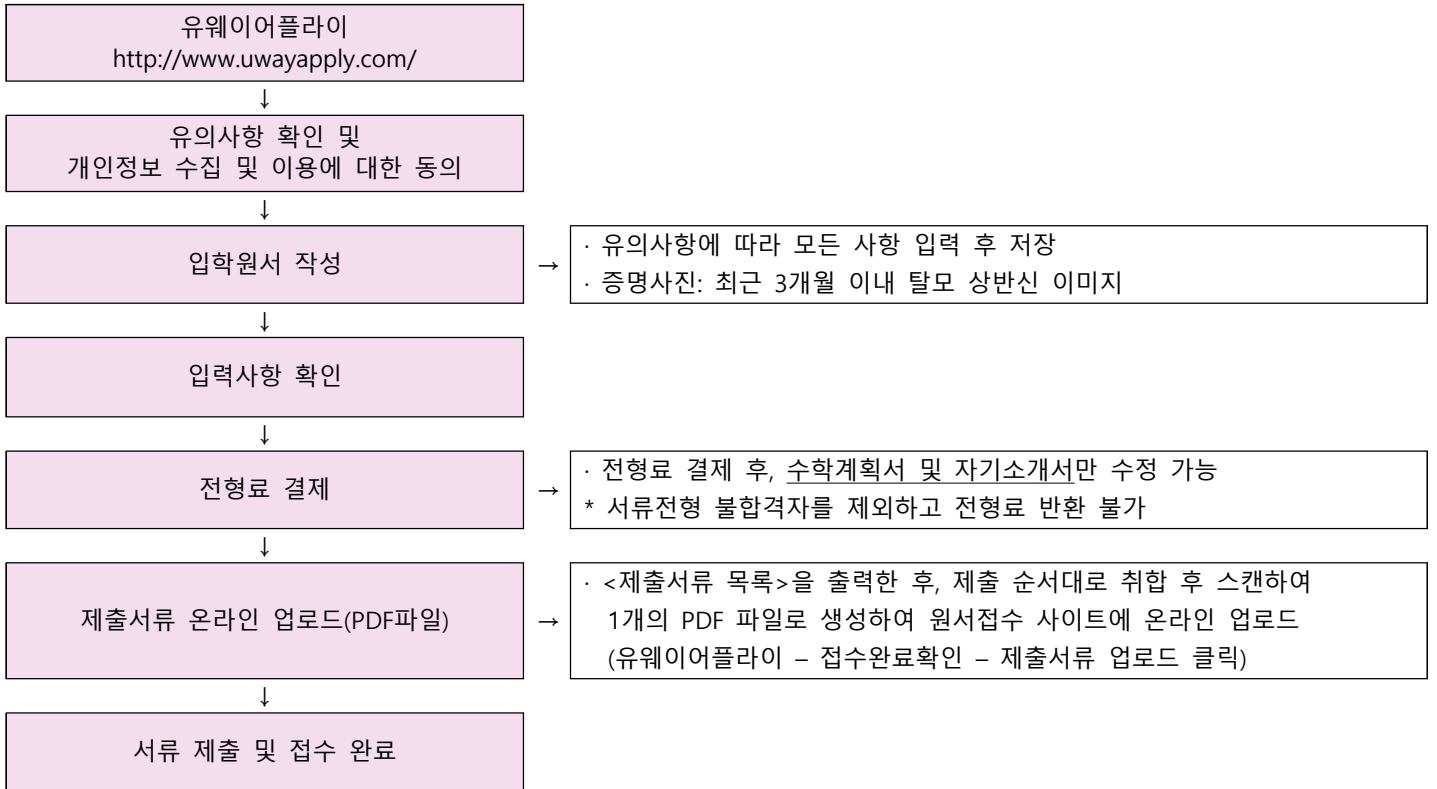 유웨이어플라이
http://www.uwayapply.com/
↓
유의사항 확인 및
개인정보 수집 및 이용에 대한 동의
↓
입학원서 작성
→
· 유의사항에 따라 모든 사항 입력 후 저장
· 증명사진: 최근 3개월 이내 탈모 상반신 이미지
↓
입력사항 확인
↓
전형료 결제
→
· 전형료 결제 후, 수학계획서 및 자기소개서만 수정 가능
* 서류전형 불합격자를 제외하고 전형료 반환 불가
↓
제출서류 온라인 업로드(PDF파일)
→
· <제출서류 목록>을 출력한 후, 제출 순서대로 취합 후 스캔하여
1개의 PDF 파일로 생성하여 원서접수 사이트에 온라인 업로드
(유웨이어플라이 – 접수완료확인 – 제출서류 업로드 클릭)
↓
서류 제출 및 접수 완료